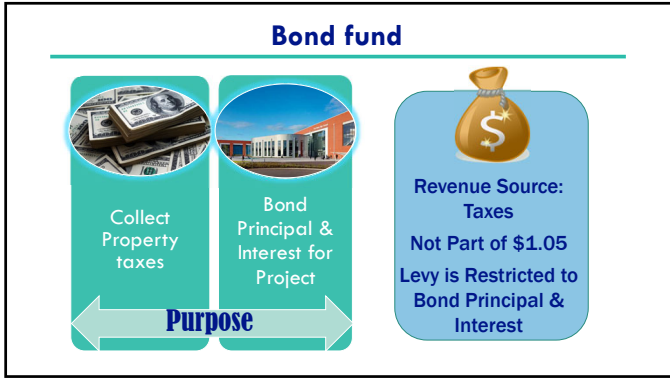 Bond fund
Collect
Property
taxes
Bond
Principal &
Interest for
Project
Purpose
$
Revenue Source:
Taxes
Not Part of $1.05
Levy is Restricted to
Bond Principal &
Interest